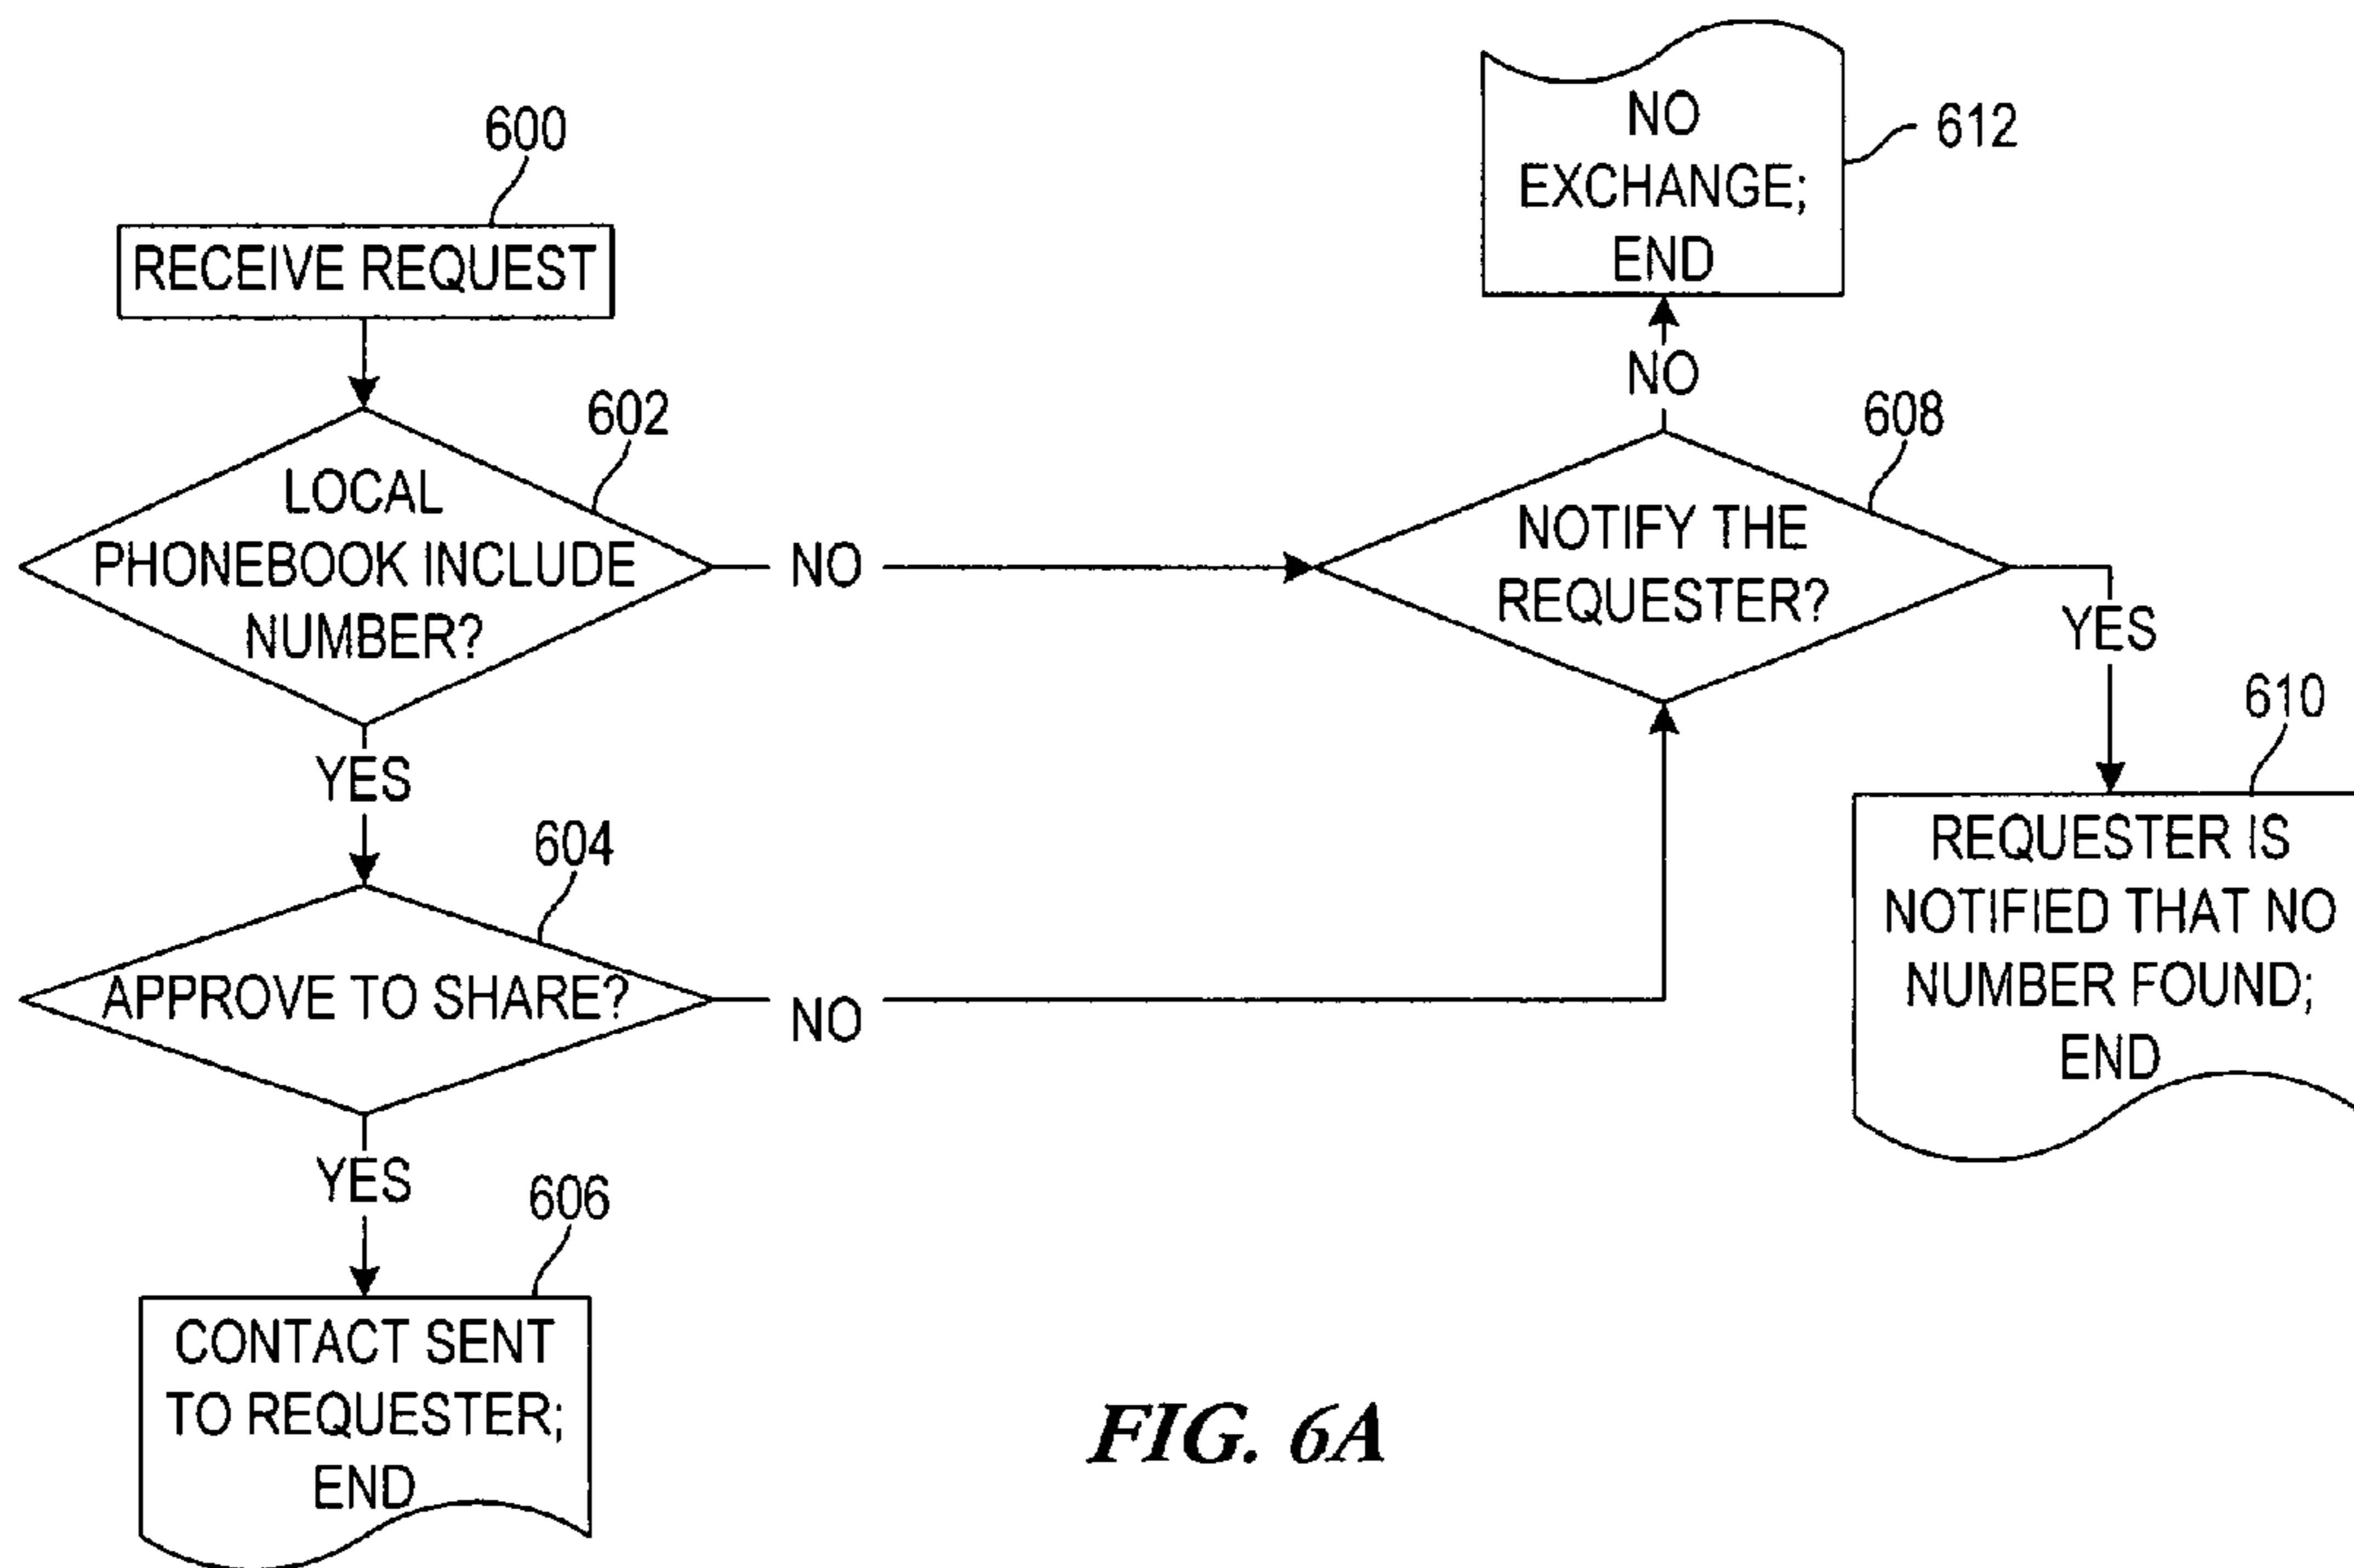 600
RECEIVE REQUEST
602
LOCAL
PHONEBOOK INCLUDE
NUMBER?
NO
YES
604
APPROVE TO SHARE?
NO
YES
606
CONTACT SENT
TO REQUESTER;
END
612
NO
EXCHANGE;
END
NO
608
NOTIFY THE
REQUESTER?
YES
610
REQUESTER IS
NOTIFIED THAT NO
NUMBER FOUND;
END
FIG. 6A